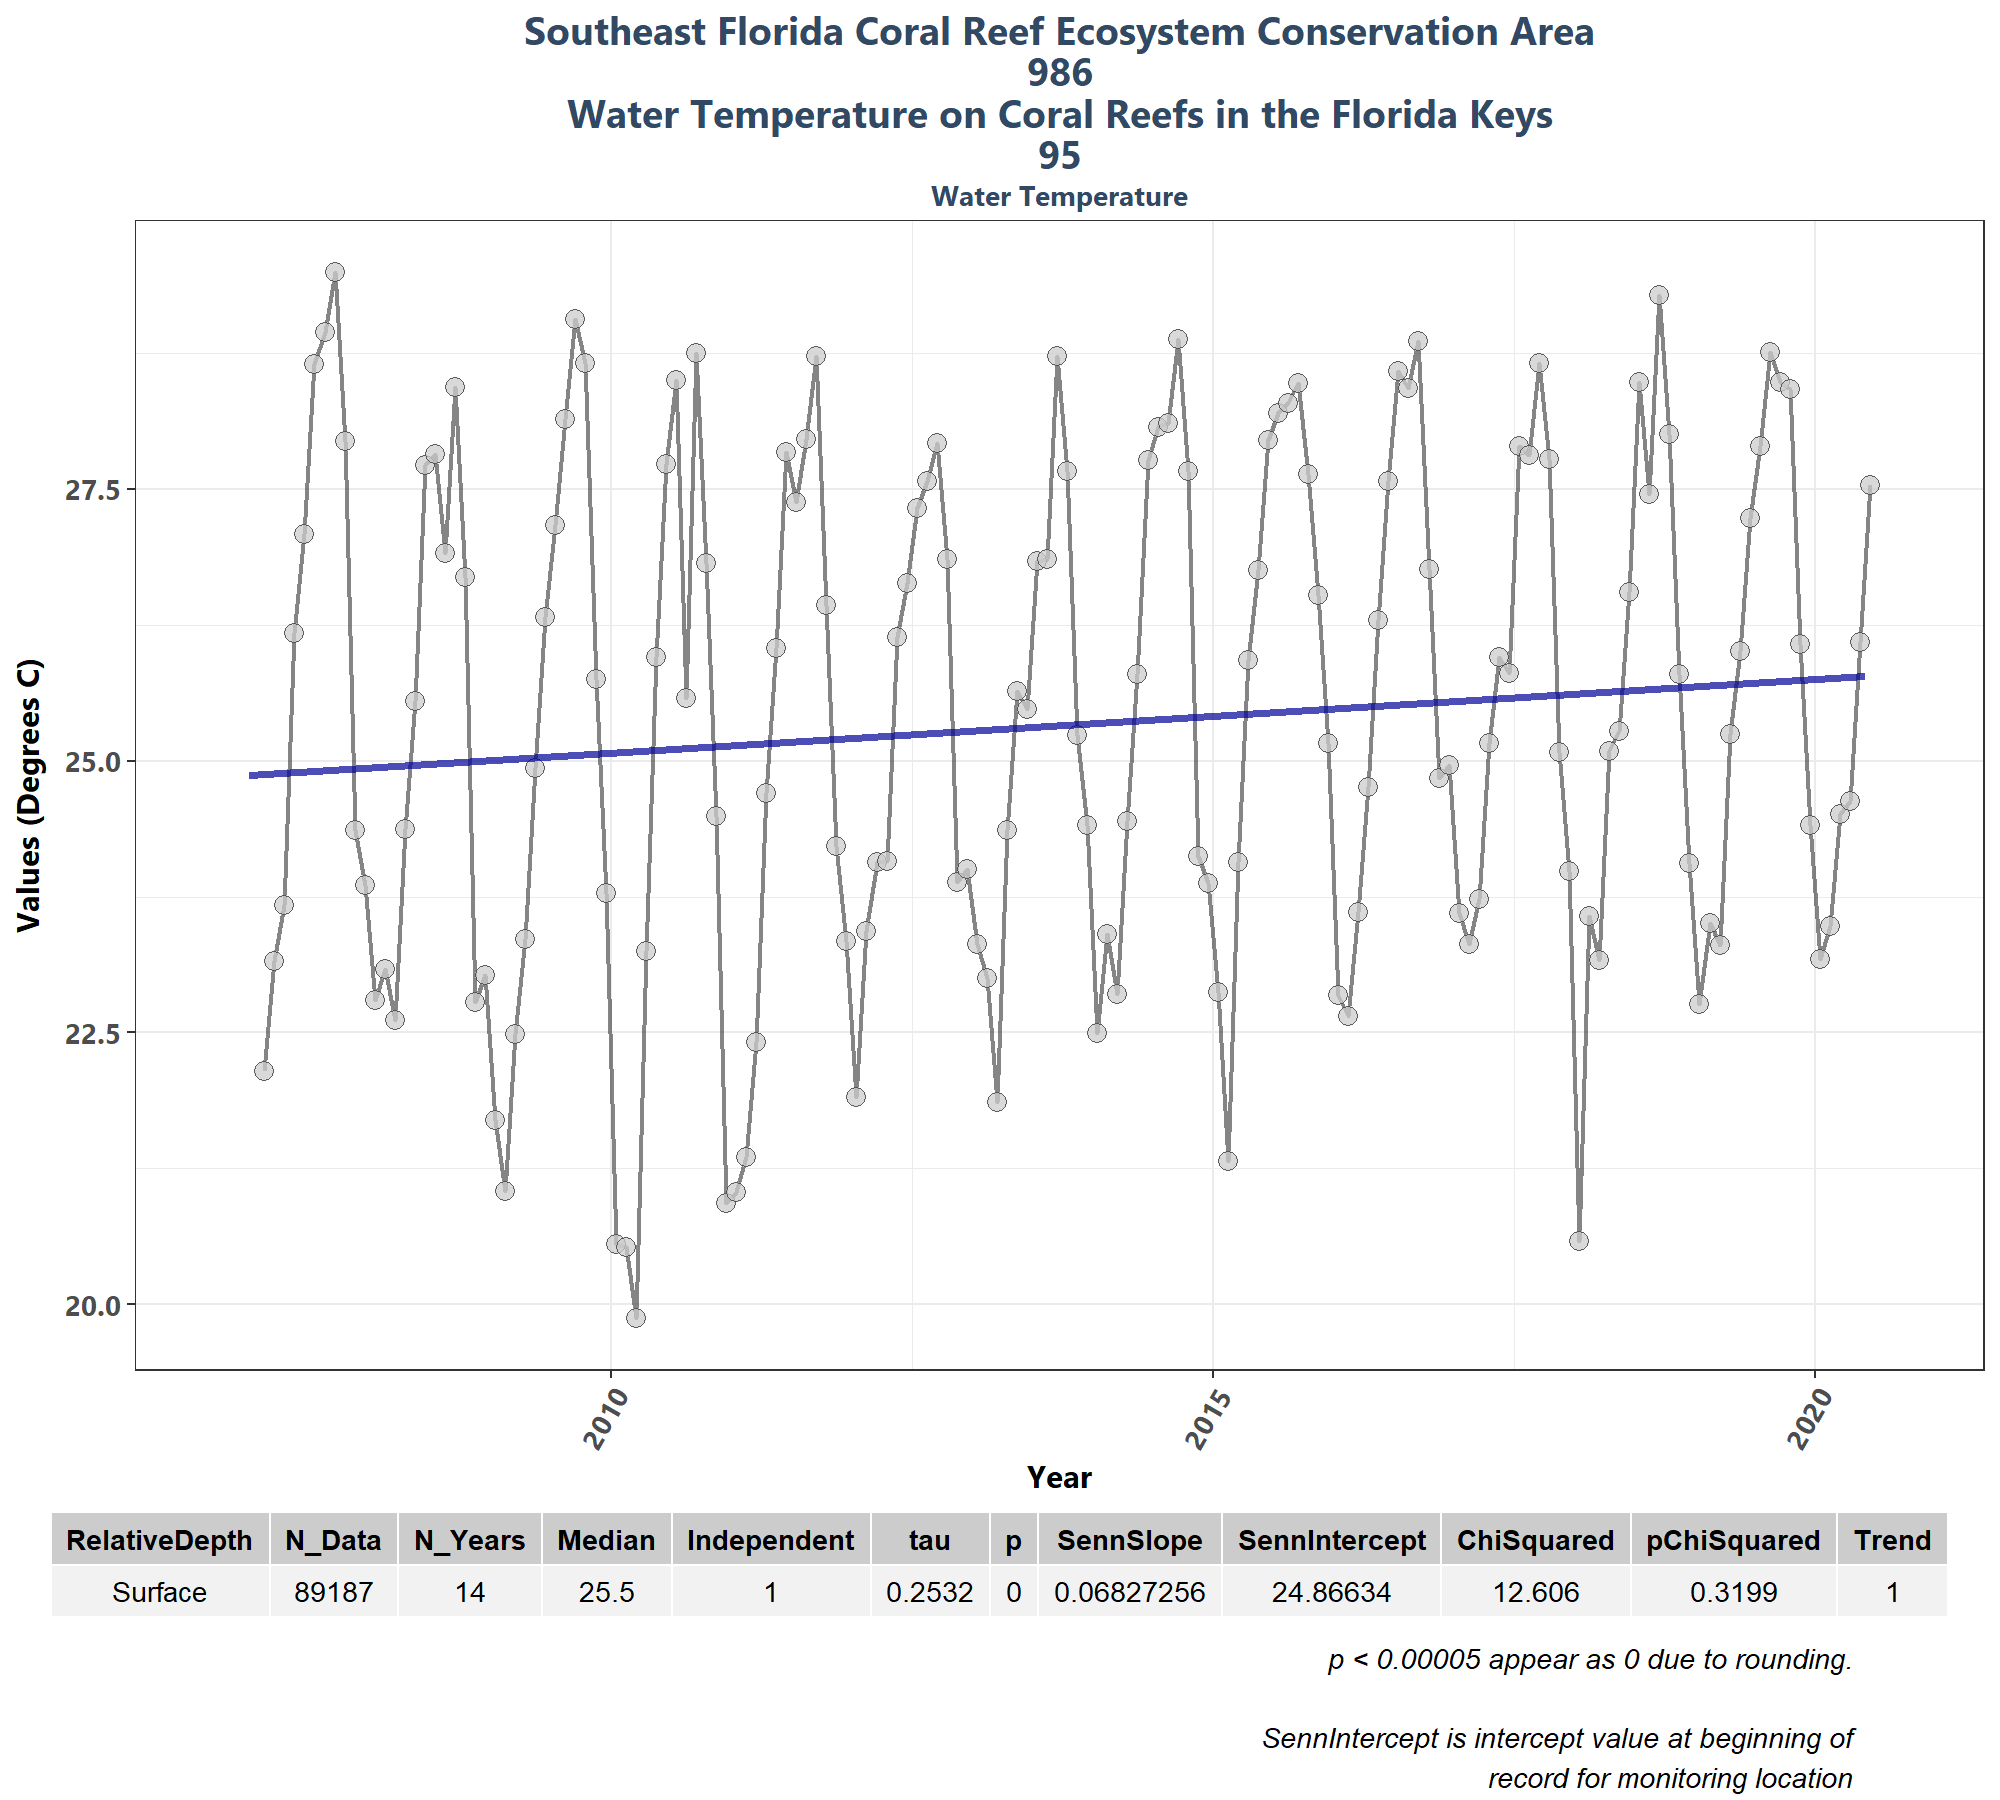 Southeast Florida Coral Reef Ecosystem Conservation Area
986
Water Temperature on Coral Reefs in the Florida Keys
95
Water Temperature
Values (Degrees C)
27.5
25.0
22.5
20.0
2010
2015
2020
Year
RelativeDepth N_Data N_Years Median Independent tau p SennSlope SennIntercept ChiSquared pChiSquared Trend
Surface 89187 14 25.5 1 0.2532 0 0.06827256 24.86634 12.606 0.3199 1
p < 0.00005 appear as 0 due to rounding.
SennIntercept is intercept value at beginning of
record for monitoring location